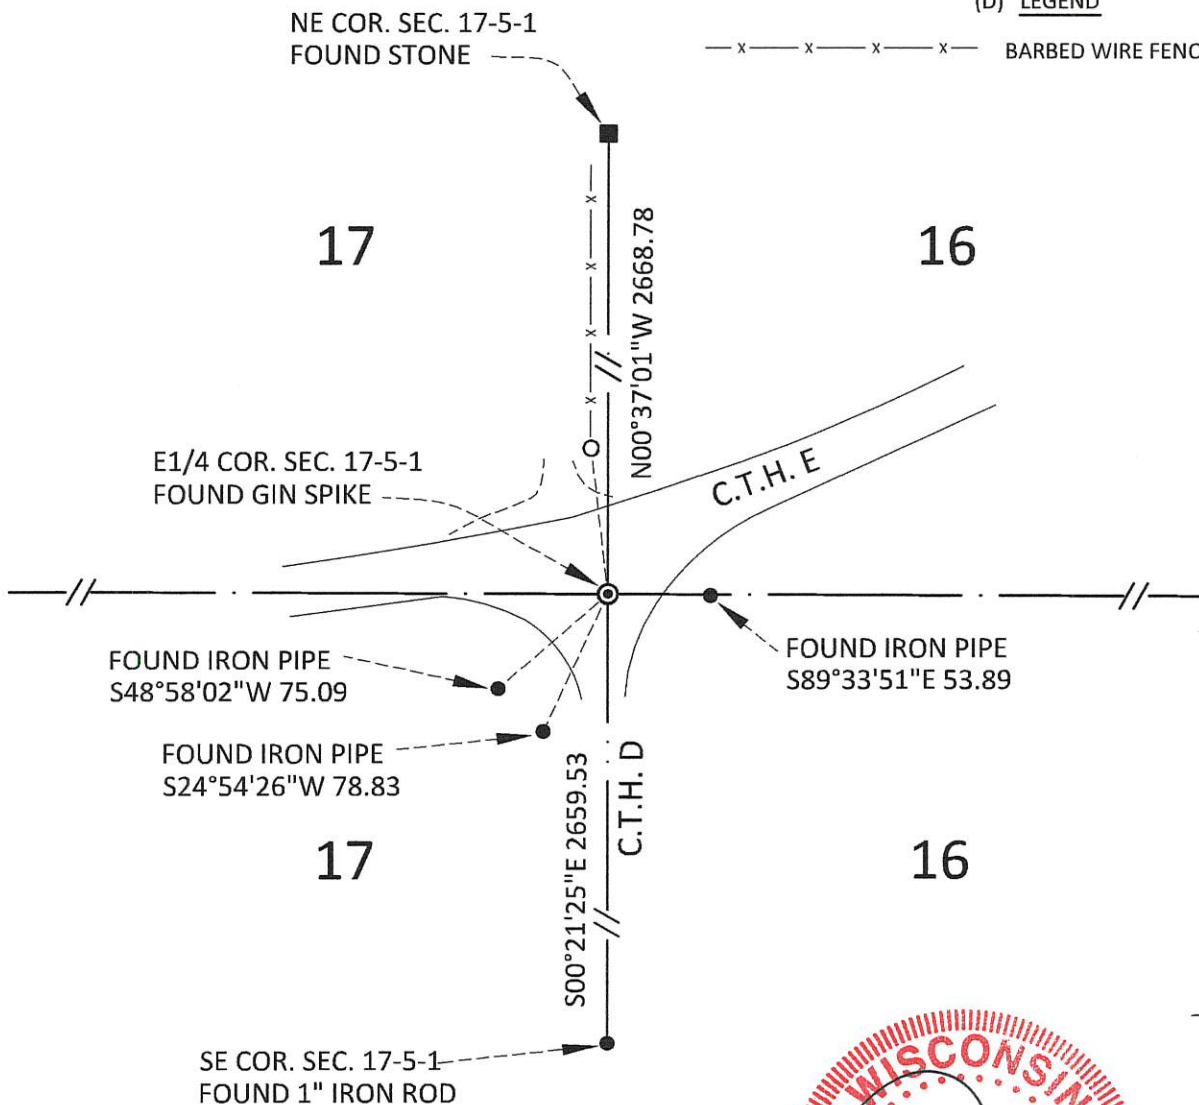 (D) LEGEND
NE COR. SEC. 17-5-1
FOUND STONE
x x x x BARBED WIRE FENC
17
16
N00°37'01"W 2668.78
x
x
x
x
E1/4 COR. SEC. 17-5-1
FOUND GIN SPIKE
C.T.H. E
FOUND IRON PIPE
S48°58'02"W 75.09
FOUND IRON PIPE
S89°33'51"E 53.89
FOUND IRON PIPE
S24°54'26"W 78.83
S00°21'25"E 2659.53
C.T.H. D
17
16
SE COR. SEC. 17-5-1
FOUND 1" IRON ROD
WISCONSIN